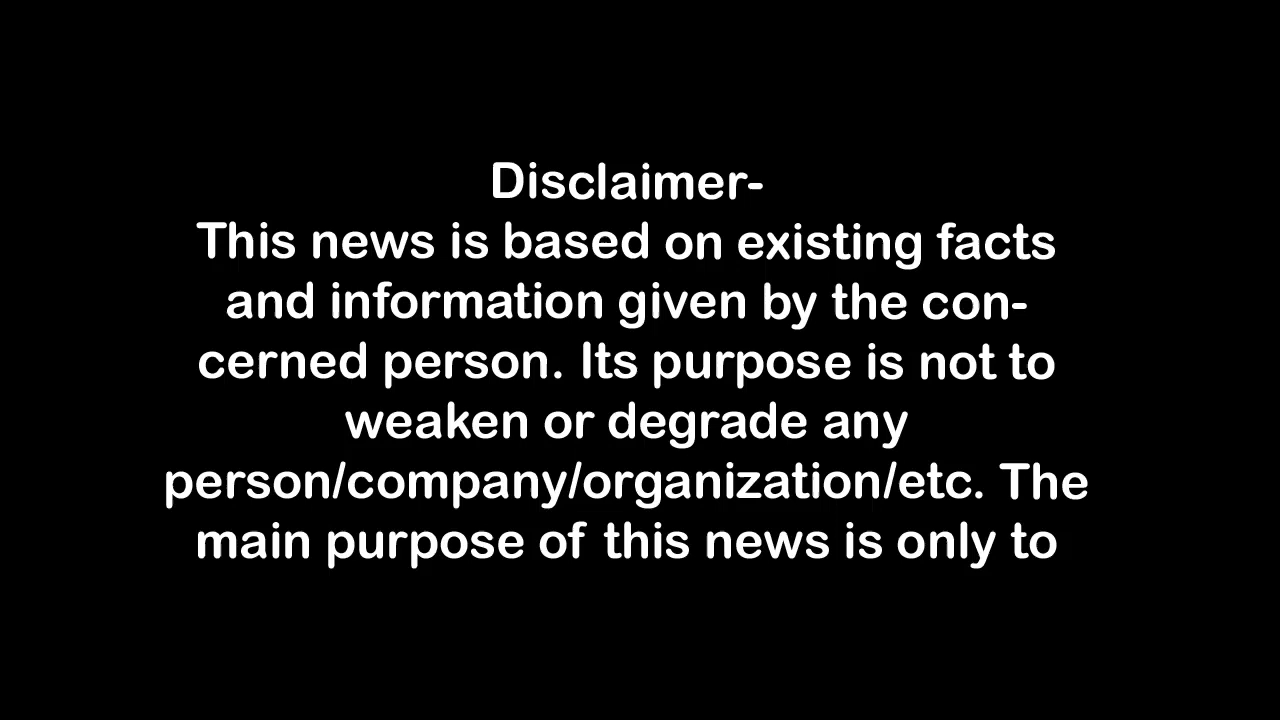 Disclaimer-
This news is based on existing facts
and information given by the con-
cerned person. Its purpose is not to
weaken or degrade any
person/company/organization/etc. The
main purpose of this news is only to